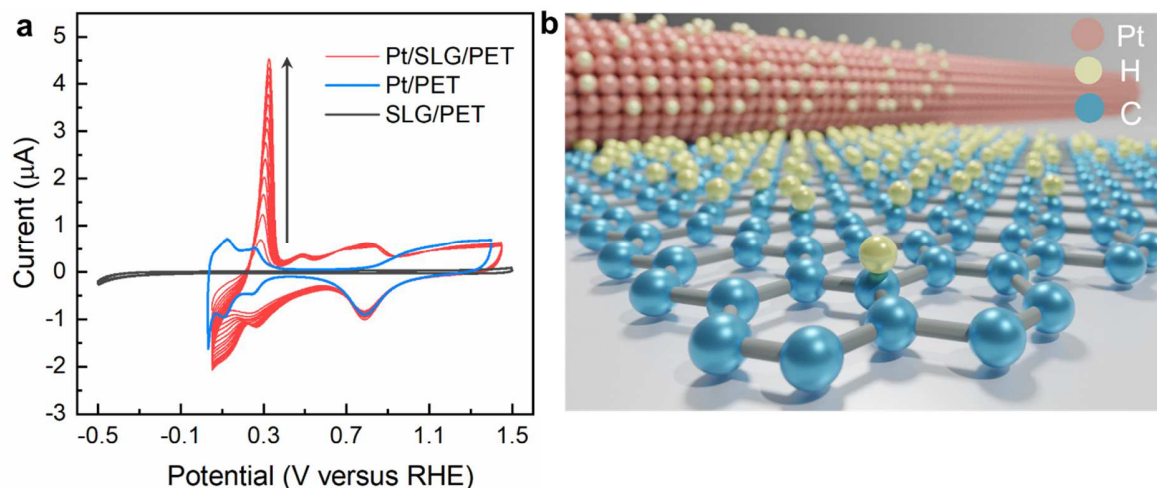 a
5
4
3
2
1
0
-1
-2
-3
Current (μA)
Pt/SLG/PET
Pt/PET
SLG/PET
-0.5
-0.1
0.3
0.7
1.1
1.5
Potential (V versus RHE)
b
Pt
H
C